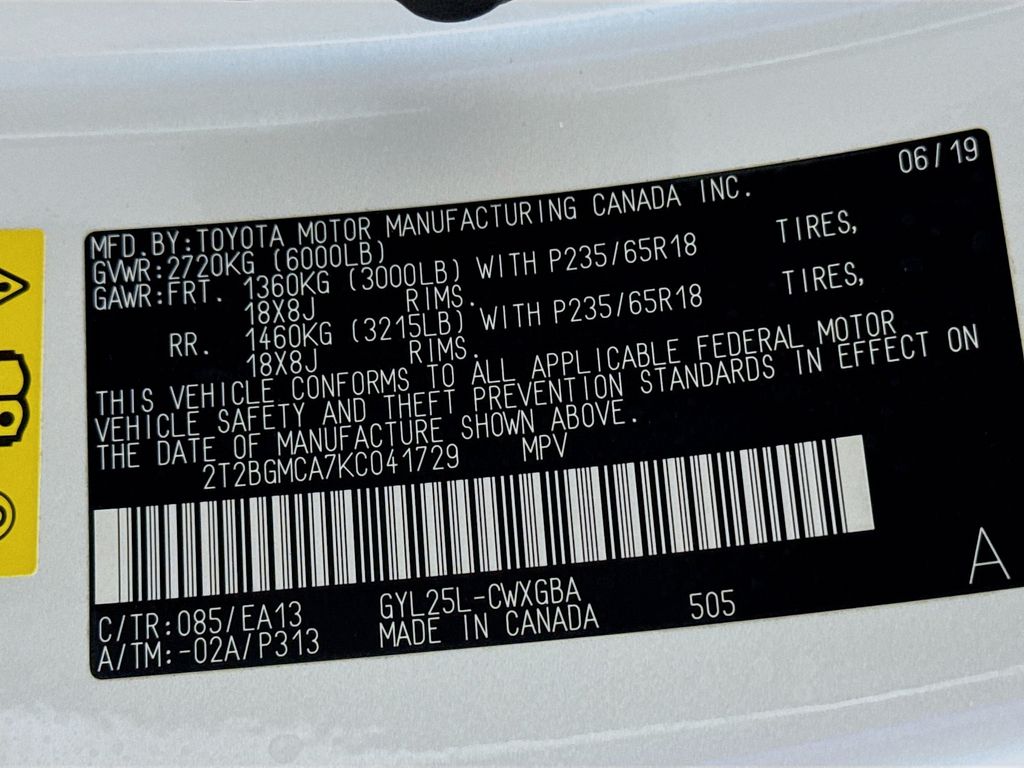 06/19
MFD.BY:TOYOTA MOTOR MANUFACTURING CANADA INC.
GVWR:2720KG (6000LB)
GAWR:FRT. 1360KG (3000LB) WITH P235/65R18 TIRES,
18X8J RIMS.
RR. 1460KG (3215LB) WITH P235/65R18 TIRES,
18X8J RIMS.
THIS VEHICLE CONFORMS TO ALL APPLICABLE FEDERAL MOTOR
VEHICLE SAFETY AND THEFT PREVENTION STANDARDS IN EFFECT ON
THE DATE OF MANUFACTURE SHOWN ABOVE.
2T2BGMCA7KC041729 MPV
A
C/TR:085/EA13 GYL25L-CWXGBA 505
A/TM:-02A/P313 MADE IN CANADA